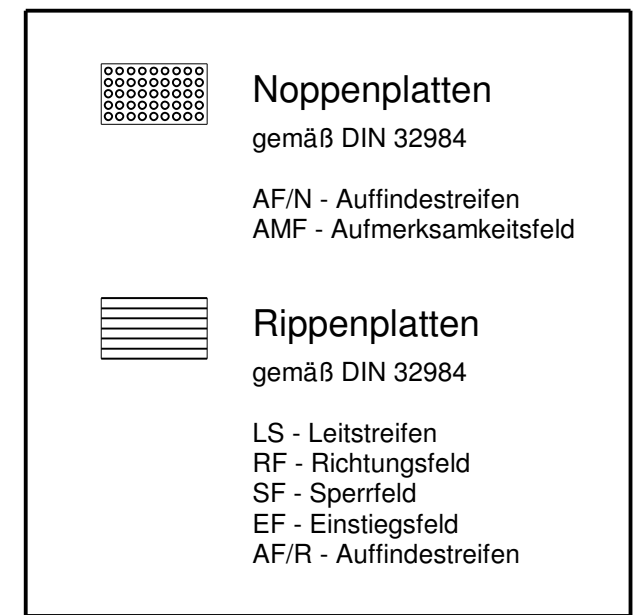 Noppenplatten
gemäß DIN 32984
AF/N - Auffindestreifen
AMF - Aufmerksamkeitsfeld
Rippenplatten
gemäß DIN 32984
LS - Leitstreifen
RF - Richtungsfeld
SF - Sperrfeld
EF - Einstiegsfeld
AF/R - Auffindestreifen